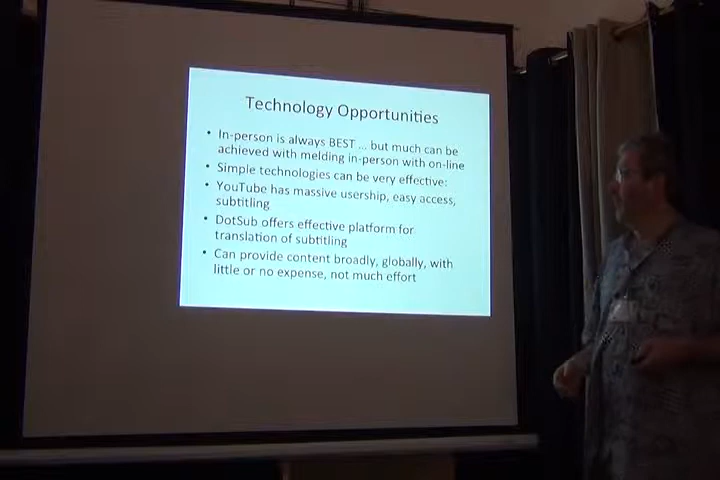 Technology Opportunities
• In-person is always BEST ... but much can be
achieved with melding in-person with on-line
• Simple technologies can be very effective:
• YouTube has massive usership, easy access,
subtitling
• DotSub offers effective platform for
translation of subtitling
• Can provide content broadly, globally, with
little or no expense, not much effort